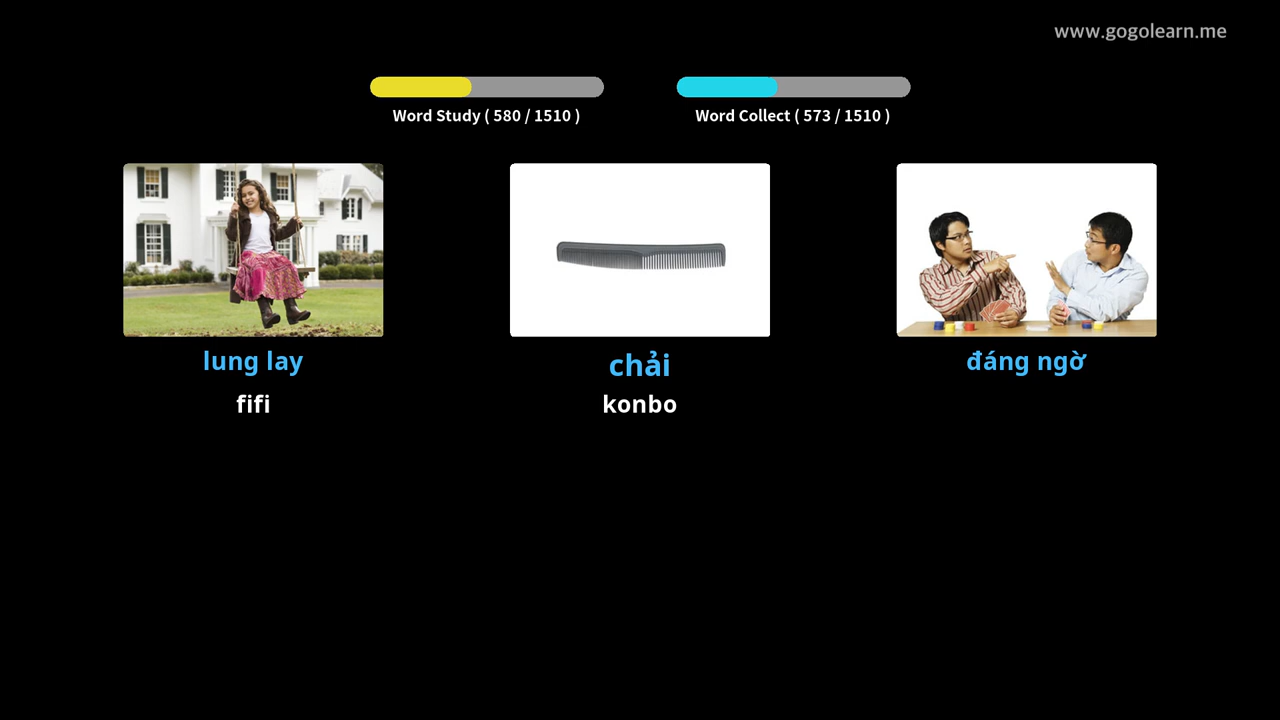 www.gogolearn.me
Word Study ( 580 / 1510 )
Word Collect ( 573 / 1510 )
lung lay
chải
đáng ngờ
fifi
konbo